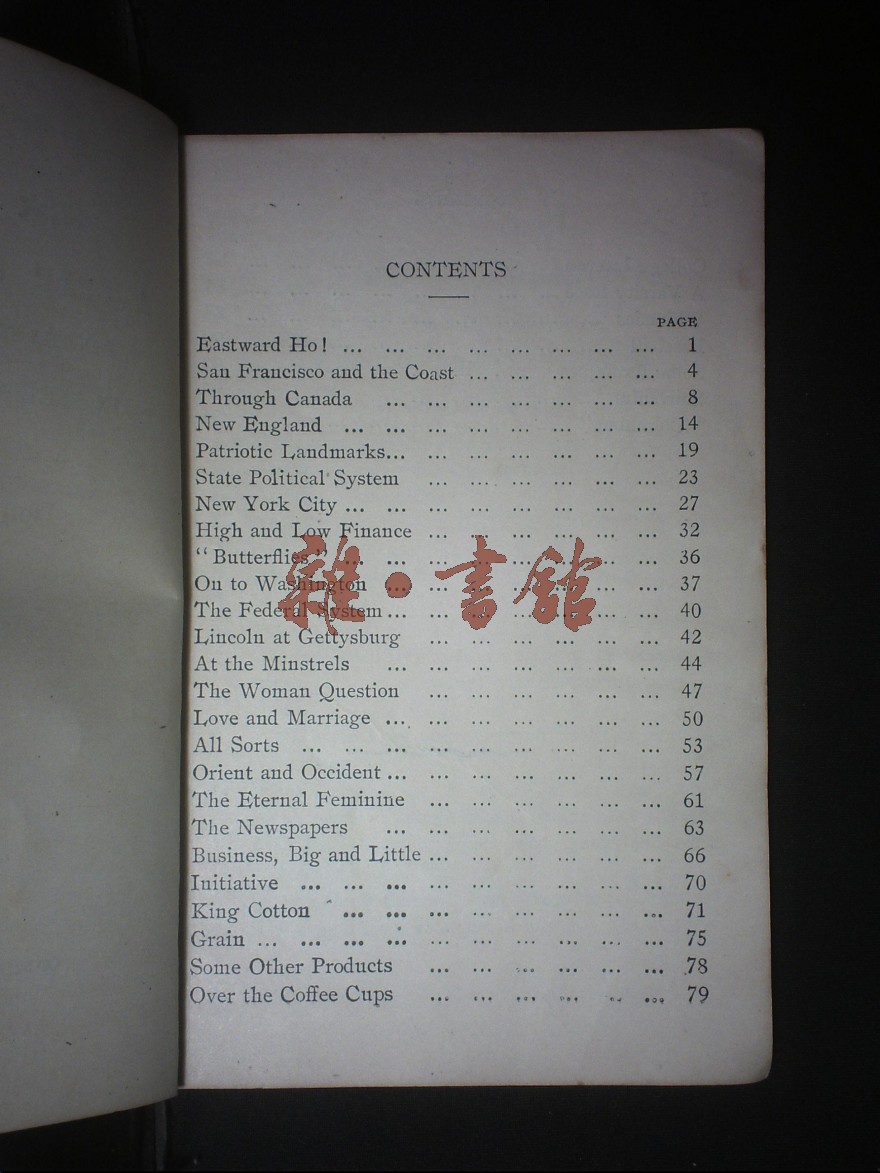 CONTENTS
PAGE
Eastward Ho! ... ... ... ... ... ... ... ... 1
San Francisco and the Coast ... ... ... ... ... 4
Through Canada ... ... ... ... ... ... ... 8
New England ... ... ... ... ... ... ... ... 14
Patriotic Landmarks... ... ... ... ... ... ... 19
State Political System ... ... ... ... ... ... 23
New York City ... ... ... ... ... ... ... ... 27
High and Low Finance ... ... ... ... ... ... 32
“ Butterflies ” ... ... ... ... ... ... ... ... 36
On to Washington ... ... ... ... ... ... ... 37
The Federal System ... ... ... ... ... ... ... 40
Lincoln at Gettysburg ... ... ... ... ... ... 42
At the Minstrels ... ... ... ... ... ... ... 44
The Woman Question ... ... ... ... ... ... 47
Love and Marriage ... ... ... ... ... ... ... 50
All Sorts ... ... ... ... ... ... ... ... ... 53
Orient and Occident ... ... ... ... ... ... ... 57
The Eternal Feminine ... ... ... ... ... ... 61
The Newspapers ... ... ... ... ... ... ... 63
Business, Big and Little ... ... ... ... ... ... 66
Initiative ... ... ... ... ... ... ... ... ... 70
King Cotton ... ... ... ... ... ... ... ... 71
Grain ... ... ... ... ... ... ... ... ... ... 75
Some Other Products ... ... ... ... ... ... 78
Over the Coffee Cups ... ... ... ... ... ... 79
雜·書館